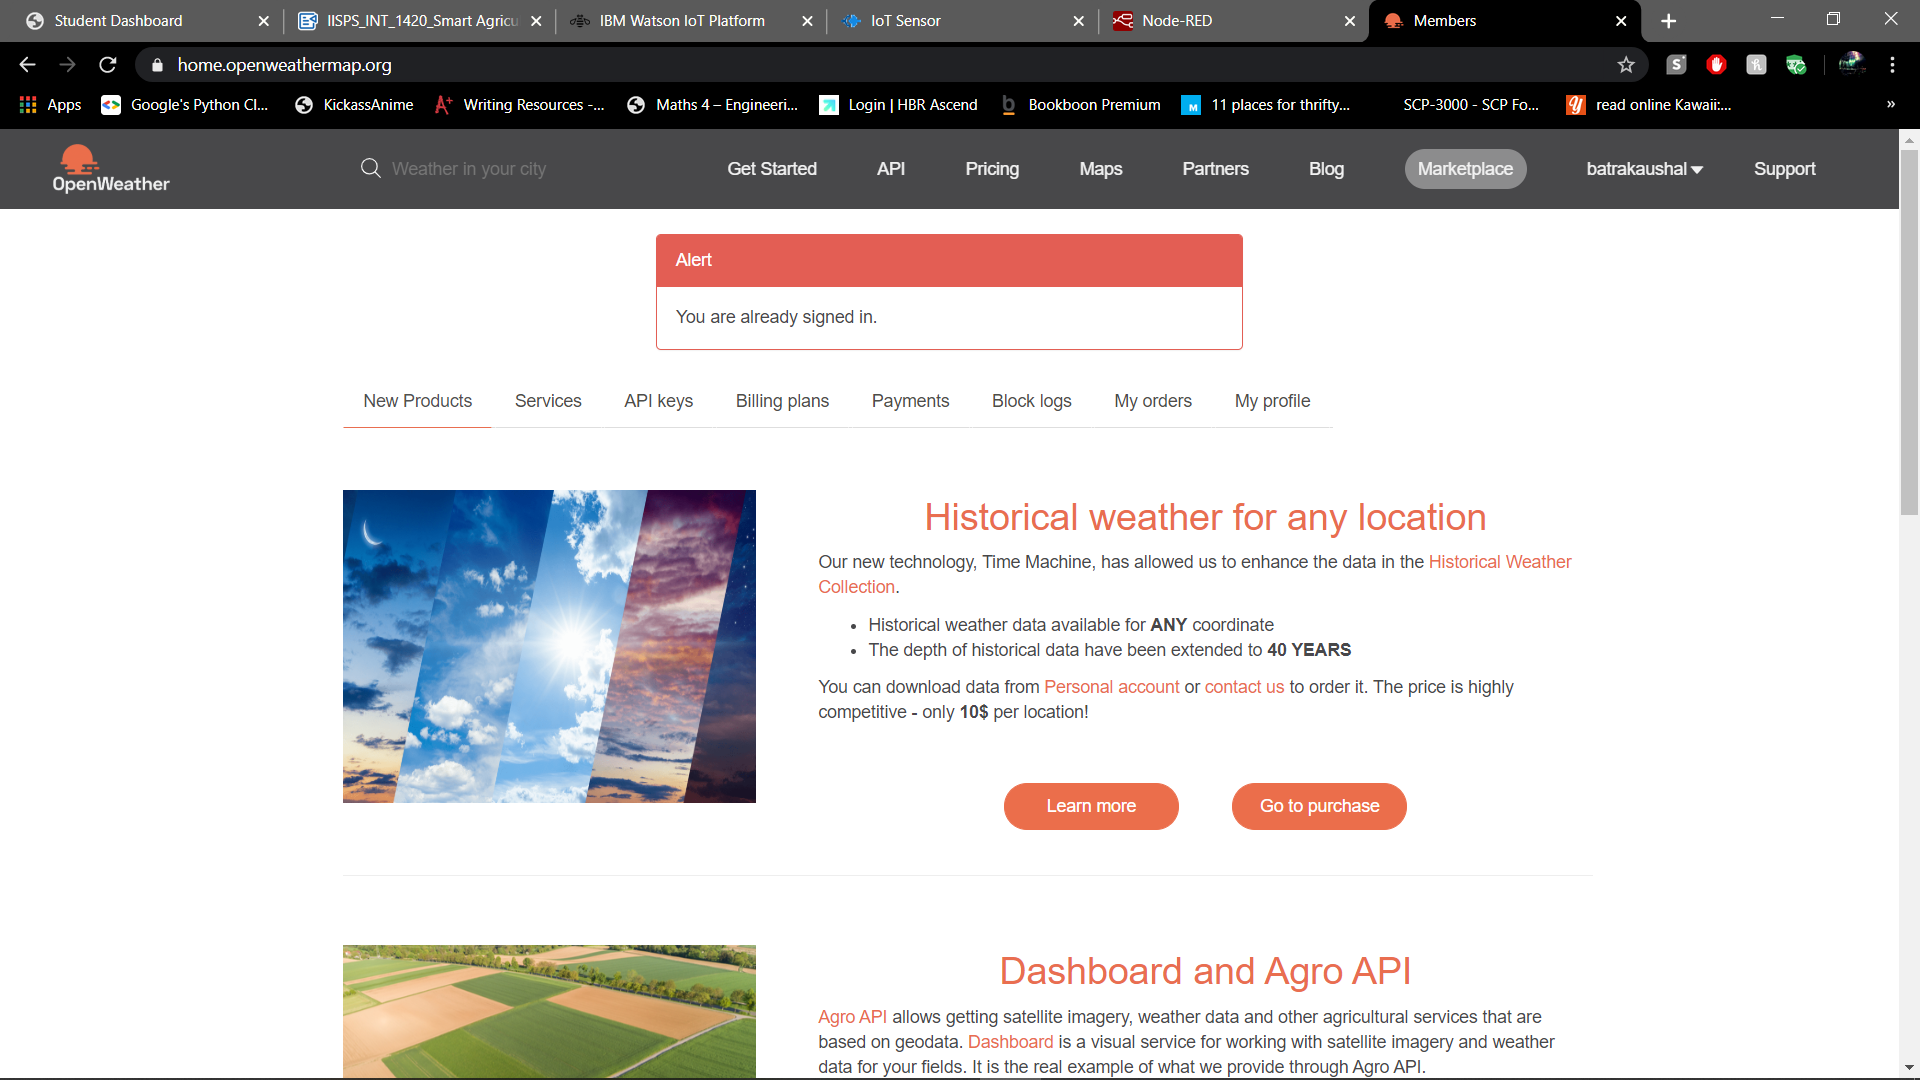 Student Dashboard
IISPS_INT_1420_Smart Agricu
IBM Watson IoT Platform
IoT Sensor
Node-RED
Members
home.openweathermap.org
Apps
Google's Python Cl...
KickassAnime
Writing Resources -...
Maths 4 – Engineeri...
Login | HBR Ascend
Bookboon Premium
11 places for thrifty...
SCP-3000 - SCP Fo...
read online Kawaii:...
»
OpenWeather
Weather in your city
Get Started
API
Pricing
Maps
Partners
Blog
Marketplace
batrakaushal
Support
Alert
You are already signed in.
New Products
Services
API keys
Billing plans
Payments
Block logs
My orders
My profile
Historical weather for any location
Our new technology, Time Machine, has allowed us to enhance the data in the Historical Weather
Collection.
• Historical weather data available for ANY coordinate
• The depth of historical data have been extended to 40 YEARS
You can download data from Personal account or contact us to order it. The price is highly
competitive - only 10$ per location!
Learn more
Go to purchase
Dashboard and Agro API
Agro API allows getting satellite imagery, weather data and other agricultural services that are
based on geodata. Dashboard is a visual service for working with satellite imagery and weather
data for your fields. It is the real example of what we provide through Agro API.